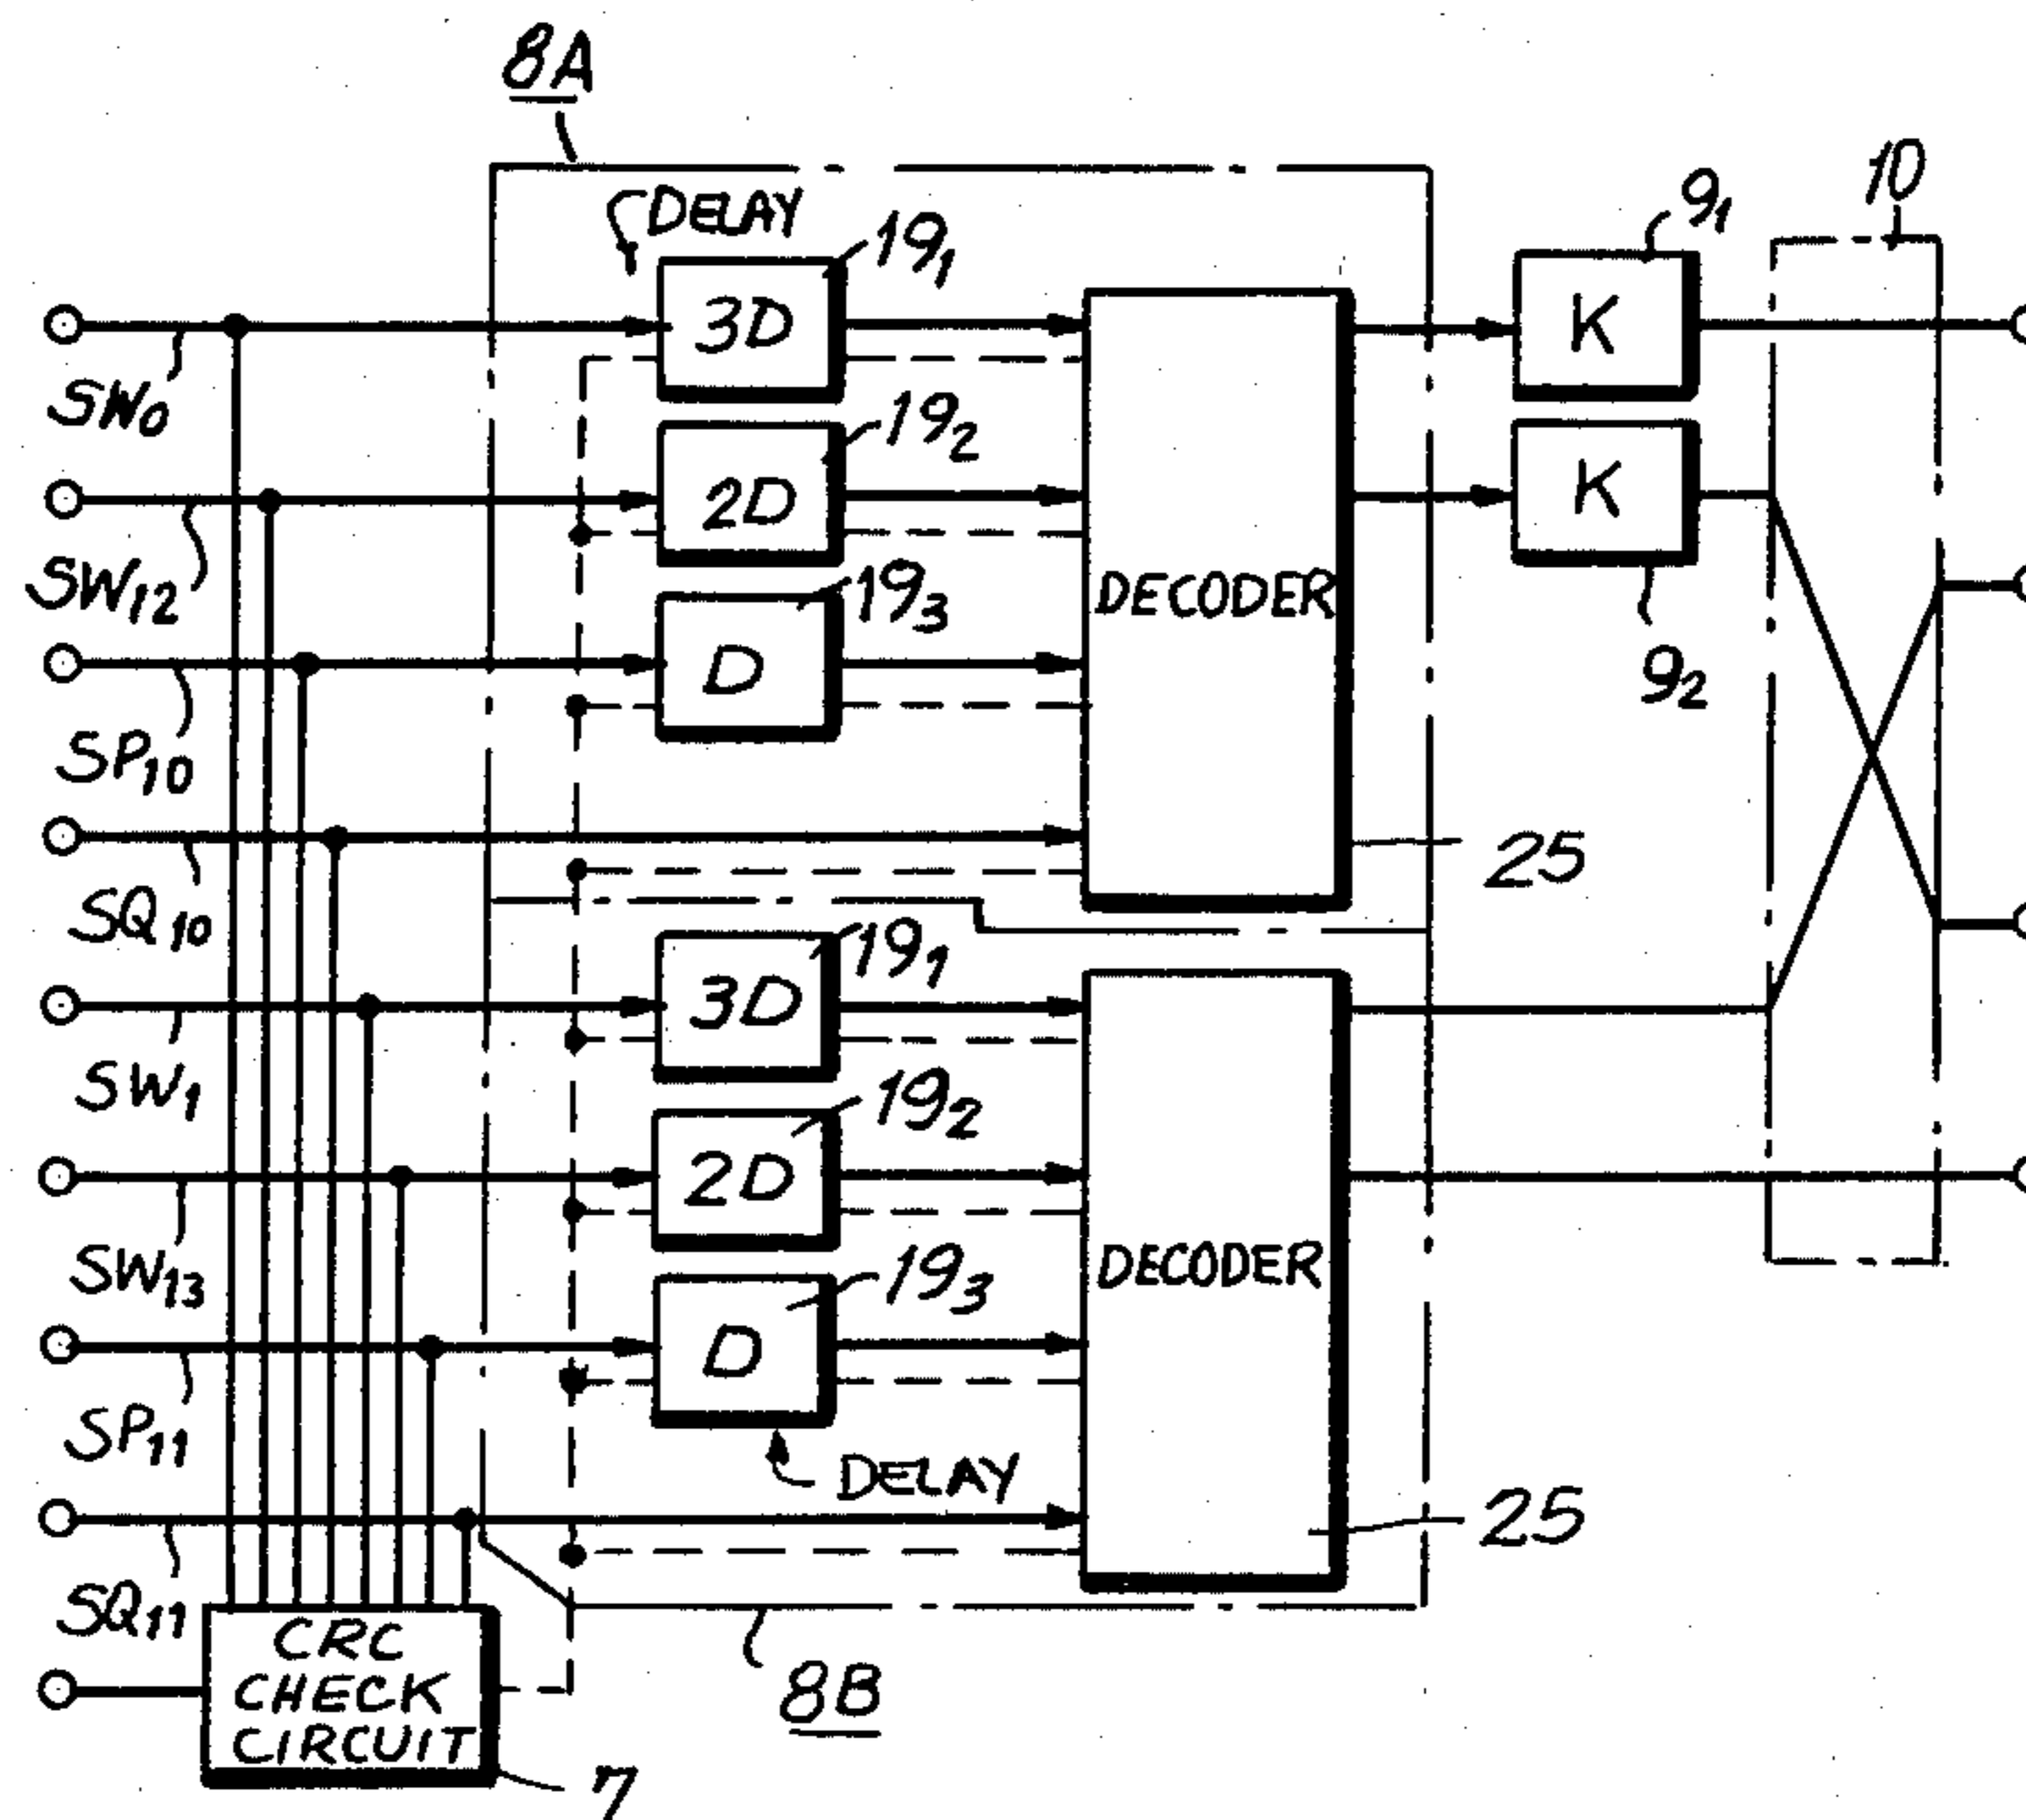 8A
DELAY
19₁
9₁
10
3D
K
SW₀
19₂
2D
K
SW₁₂
19₃
DECODER
D
9₂
SP₁₀
25
SQ₁₀
19₁
3D
SW₁
19₂
2D
SW₁₃
19₃
DECODER
D
SP₁₁
DELAY
25
SQ₁₁
CRC
CHECK
CIRCUIT
8B
7